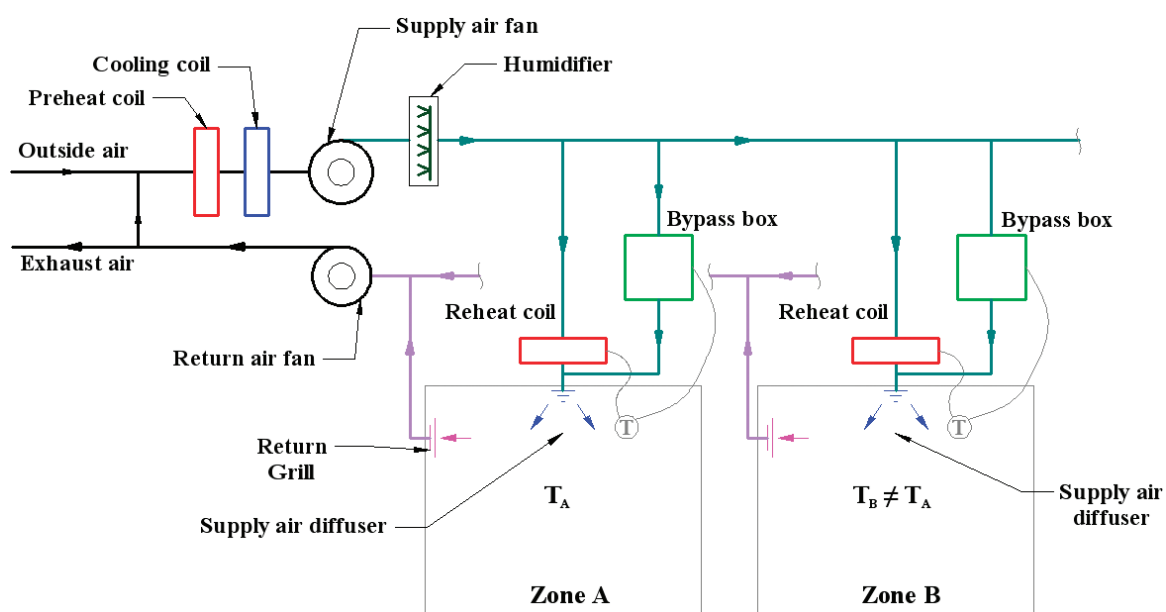 Supply air fan
Cooling coil
Humidifier
Preheat coil
Outside air
Bypass box
Bypass box
Exhaust air
Reheat coil
Reheat coil
Return air fan
T
T
Return
Grill
T_A
T_B ≠ T_A
Supply air diffuser
Supply air
diffuser
Zone A
Zone B